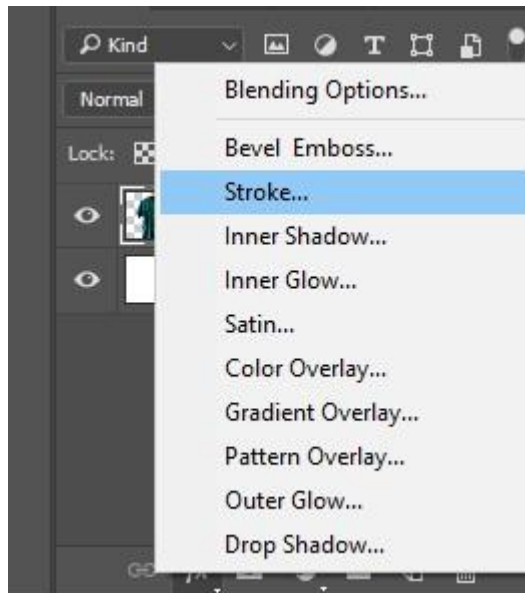 Kind
Normal
Blending Options...
Lock:
Bevel Emboss...
Stroke...
Inner Shadow...
Inner Glow...
Satin...
Color Overlay...
Gradient Overlay...
Pattern Overlay...
Outer Glow...
Drop Shadow...
fx